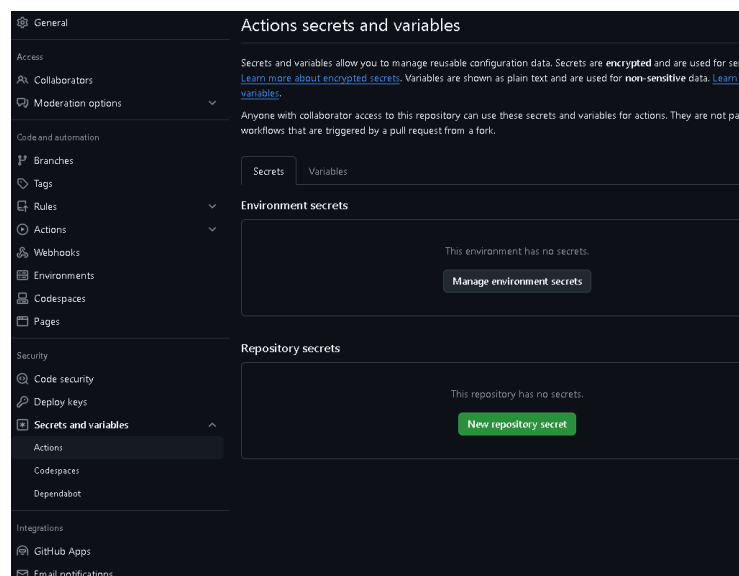 General
Access
Collaborators
Moderation options
Code and automation
Branches
Tags
Rules
Actions
Webhooks
Environments
Codespaces
Pages
Security
Code security
Deploy keys
Secrets and variables
Actions
Codespaces
Dependabot
Integrations
GitHub Apps
Email notifications
Actions secrets and variables
Secrets and variables allow you to manage reusable configuration data. Secrets are encrypted and are used for
Learn more about encrypted secrets. Variables are shown as plain text and are used for non-sensitive data. Learn
variables.
Anyone with collaborator access to this repository can use these secrets and variables for actions. They are not
workflows that are triggered by a pull request from a fork.
Secrets
Variables
Environment secrets
This environment has no secrets.
Manage environment secrets
Repository secrets
This repository has no secrets.
New repository secret